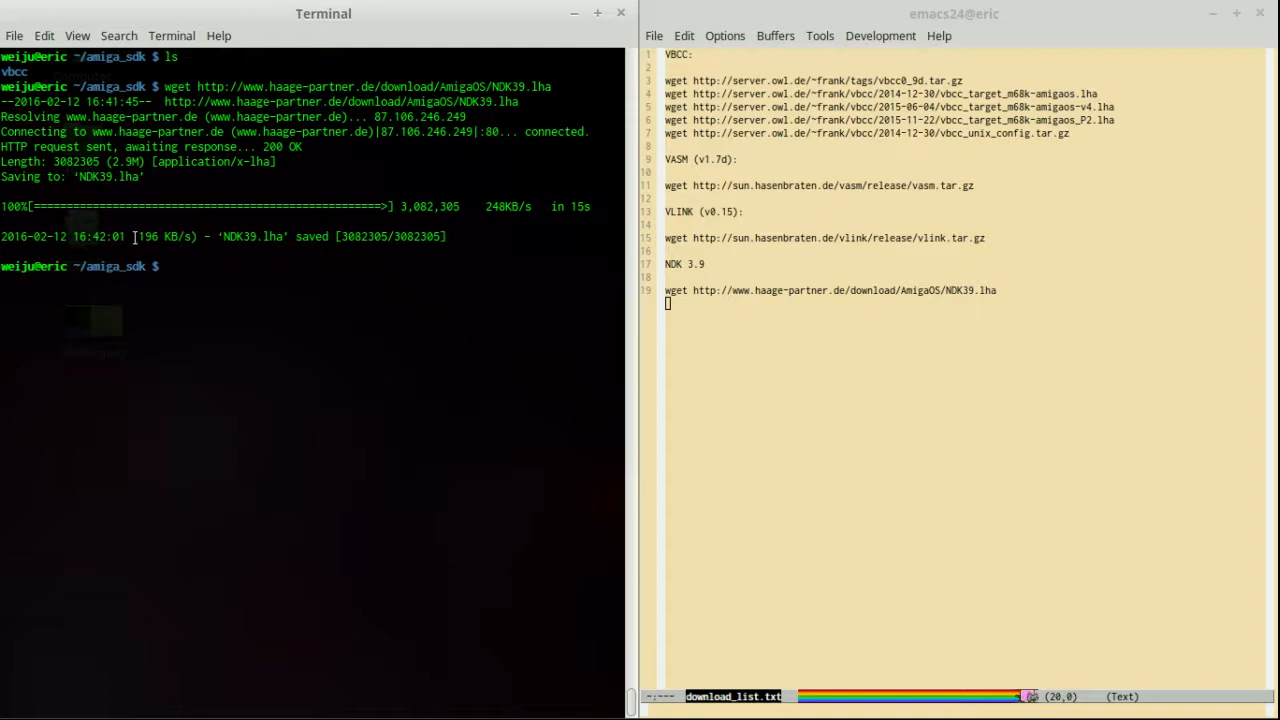 Terminal
File Edit View Search Terminal Help
weiju@eric ~/amiga_sdk $ ls
vbcc
weiju@eric ~/amiga_sdk $ wget http://www.haage-partner.de/download/AmigaOS/NDK39.lha
--2016-02-12 16:41:45-- http://www.haage-partner.de/download/AmigaOS/NDK39.lha
Resolving www.haage-partner.de (www.haage-partner.de)... 87.106.246.249
Connecting to www.haage-partner.de (www.haage-partner.de)|87.106.246.249|:80... connected.
HTTP request sent, awaiting response... 200 OK
Length: 3082305 (2.9M) [application/x-lha]
Saving to: ‘NDK39.lha’
100%[===================================================>] 3,082,305 248KB/s in 15s
2016-02-12 16:42:01 (196 KB/s) - ‘NDK39.lha’ saved [3082305/3082305]
weiju@eric ~/amiga_sdk $
emacs24@eric
File Edit Options Buffers Tools Development Help
1 VBCC:
2
3 wget http://server.owl.de/~frank/tags/vbcc0_9d.tar.gz
4 wget http://server.owl.de/~frank/vbcc/2014-12-30/vbcc_target_m68k-amigaos.lha
5 wget http://server.owl.de/~frank/vbcc/2015-06-04/vbcc_target_m68k-amigaos-v4.lha
6 wget http://server.owl.de/~frank/vbcc/2015-11-22/vbcc_target_m68k-amigaos_P2.lha
7 wget http://server.owl.de/~frank/vbcc/2014-12-30/vbcc_unix_config.tar.gz
8
9 VASM (v1.7d):
10
11 wget http://sun.hasenbraten.de/vasm/release/vasm.tar.gz
12
13 VLINK (v0.15):
14
15 wget http://sun.hasenbraten.de/vlink/release/vlink.tar.gz
16
17 NDK 3.9
18
19 wget http://www.haage-partner.de/download/AmigaOS/NDK39.lha
-:--- download_list.txt (20,0) (Text)